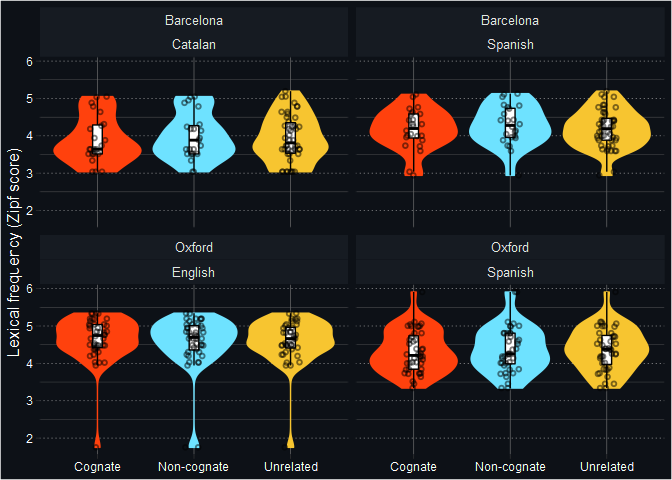 Barcelona
Catalan
Barcelona
Spanish
6
5
4
3
2
Oxford
English
Oxford
Spanish
6
5
4
3
2
Lexical frequency (Zipf score)
Cognate
Non-cognate
Unrelated
Cognate
Non-cognate
Unrelated